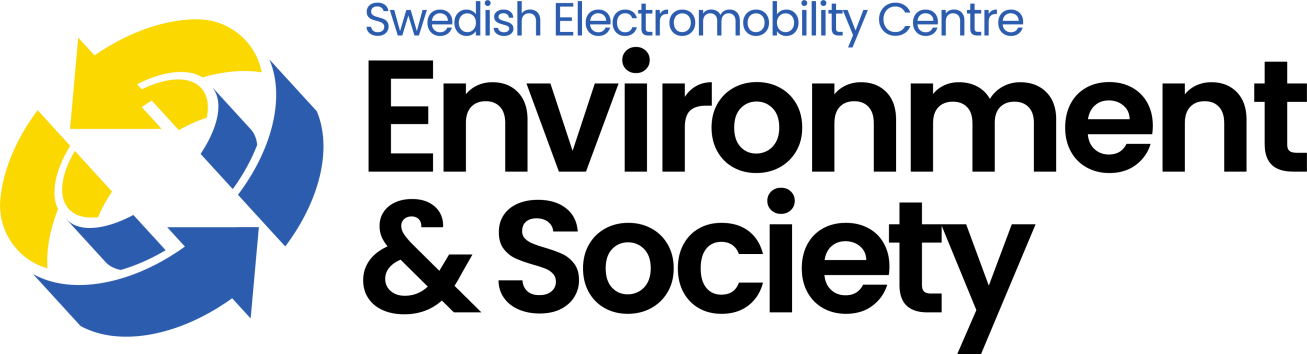 Swedish Electromobility Centre
Environment
& Society